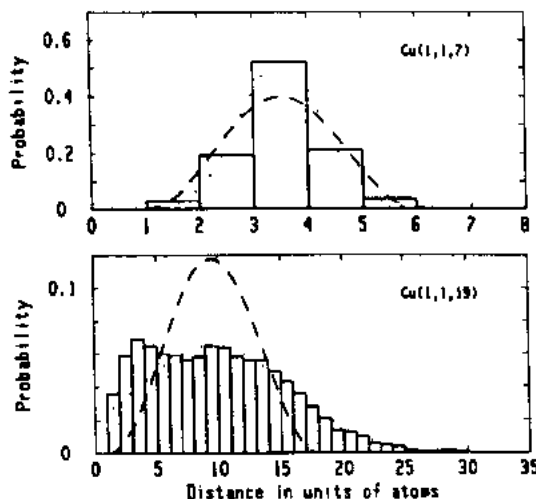 0.6
Cu(1,1,7)
0.4
Probability
0.2
0
0 1 2 3 4 5 6 7 8
0.1
Cu(1,1,19)
Probability
0
0 5 10 15 20 25 30 35
Distance in units of atoms